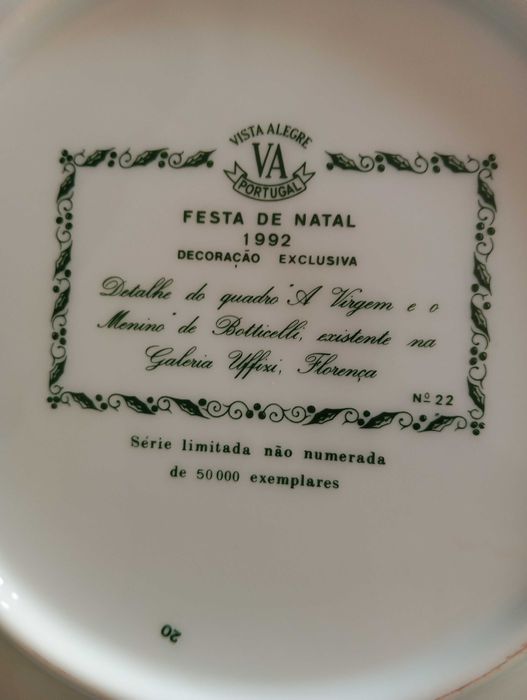 VISTA ALEGRE
VA
PORTUGAL
FESTA DE NATAL
1992
DECORAÇÃO EXCLUSIVA
Detalhe do quadro "A Virgem e o
Menino" de Botticelli, existente na
Galeria Uffixi, Florença
Nº 22
Série limitada não numerada
de 50000 exemplares
20